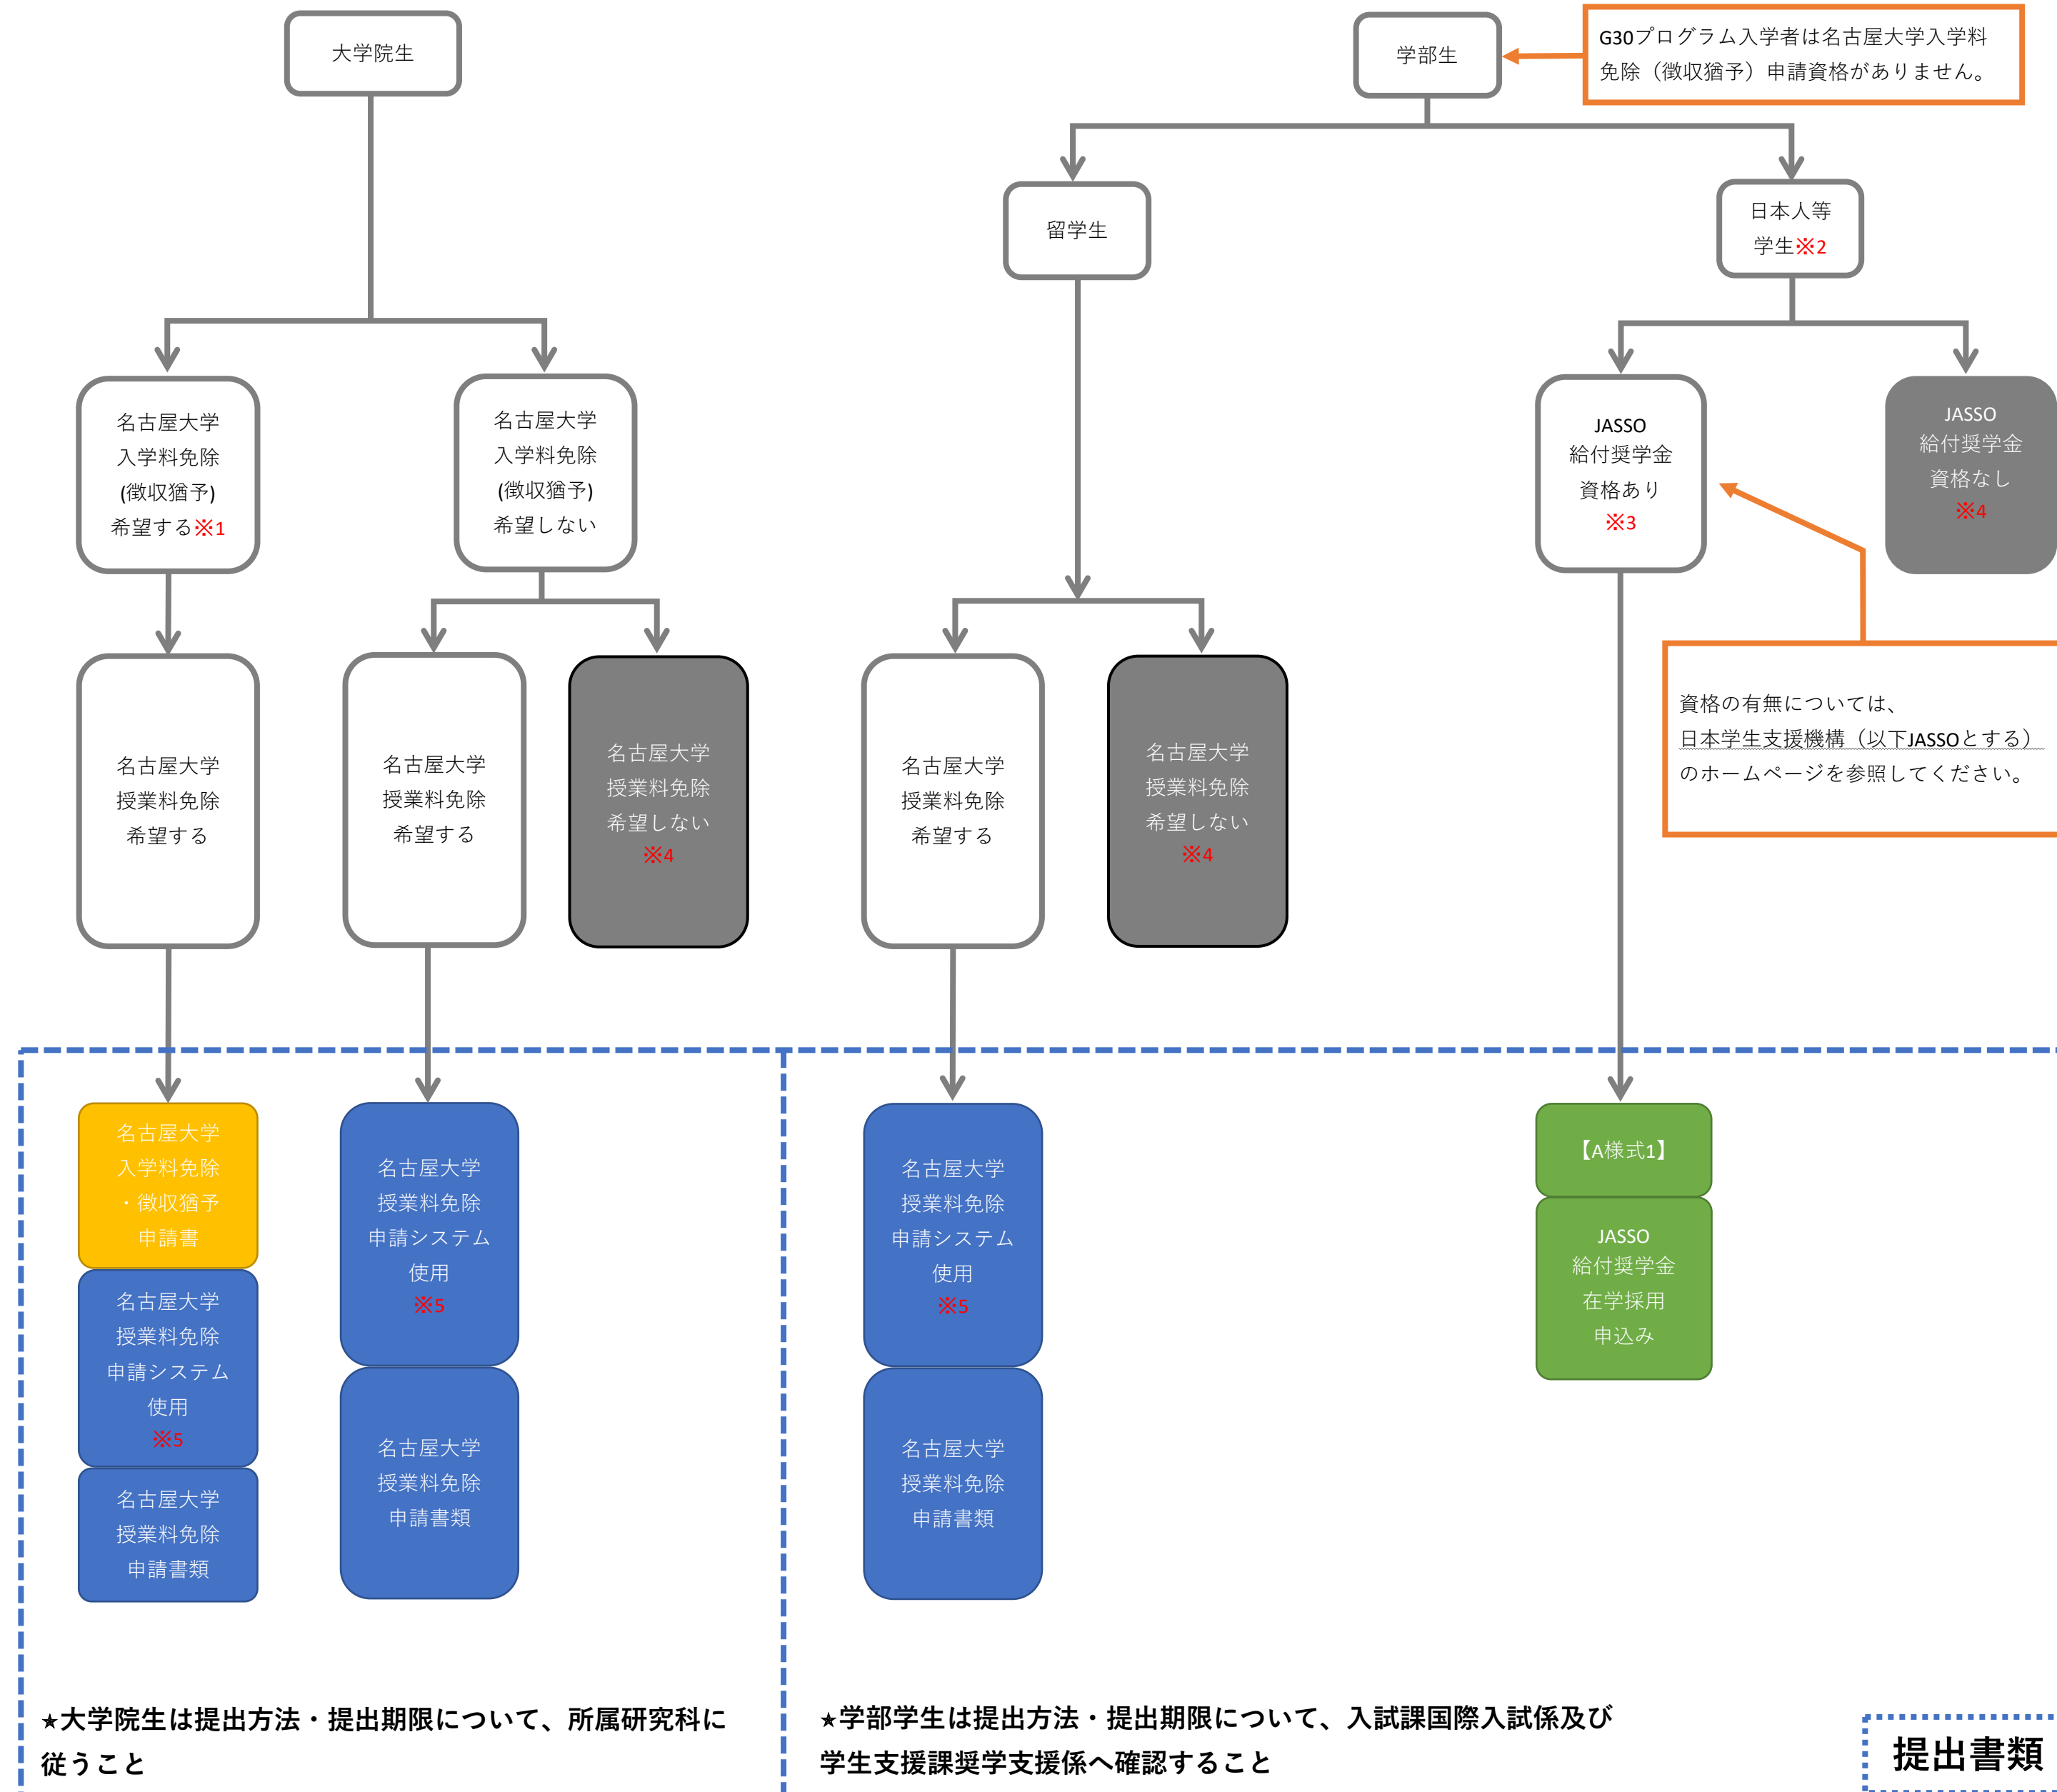 大学院生
学部生
G30プログラム入学者は名古屋大学入学料
免除（徴収猶予）申請資格がありません。
留学生
日本人等
学生※2
名古屋大学
入学料免除
(徴収猶予)
希望する※1
名古屋大学
入学料免除
(徴収猶予)
希望しない
JASSO
給付奨学金
資格あり
※3
JASSO
給付奨学金
資格なし
※4
名古屋大学
授業料免除
希望する
名古屋大学
授業料免除
希望する
名古屋大学
授業料免除
希望しない
※4
名古屋大学
授業料免除
希望する
名古屋大学
授業料免除
希望しない
※4
資格の有無については、
日本学生支援機構（以下JASSOとする）
のホームページを参照してください。
名古屋大学
入学料免除
・徴収猶予
申請書
名古屋大学
授業料免除
申請システム
使用
※5
名古屋大学
授業料免除
申請書類
名古屋大学
授業料免除
申請システム
使用
※5
名古屋大学
授業料免除
申請書類
名古屋大学
授業料免除
申請システム
使用
※5
名古屋大学
授業料免除
申請書類
【A様式1】
JASSO
給付奨学金
在学採用
申込み
★大学院生は提出方法・提出期限について、所属研究科に
従うこと
★学部学生は提出方法・提出期限について、入試課国際入試係及び
学生支援課奨学支援係へ確認すること
提出書類